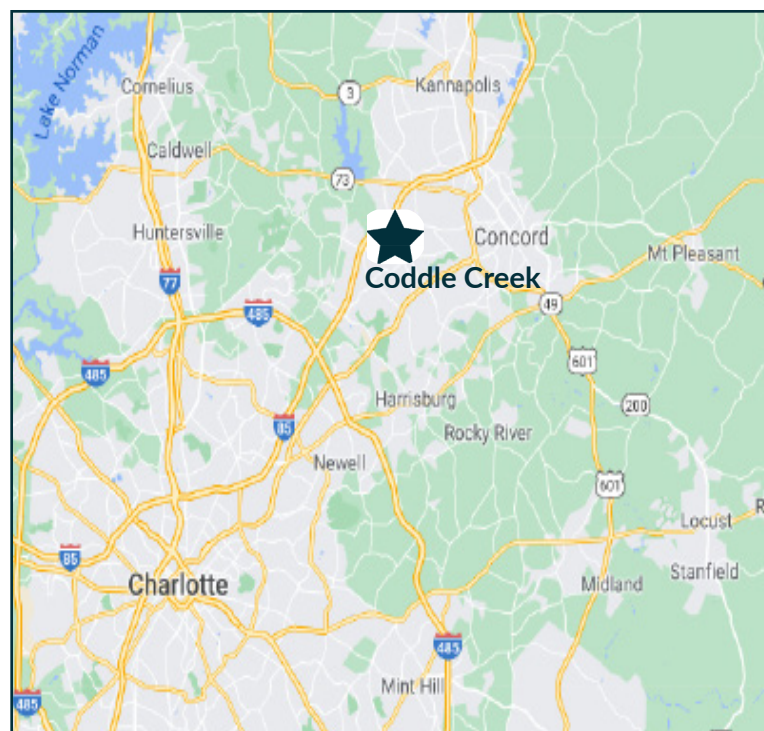 Lake Norman
Cornelius
3
Kannapolis
Caldwell
73
Huntersville
Concord
Mt Pleasant
Coddle Creek
77
485
49
485
601
Harrisburg
200
85
Rocky River
Newell
601
Locust
R
85
Stanfield
Charlotte
Midland
485
Mint Hill
485